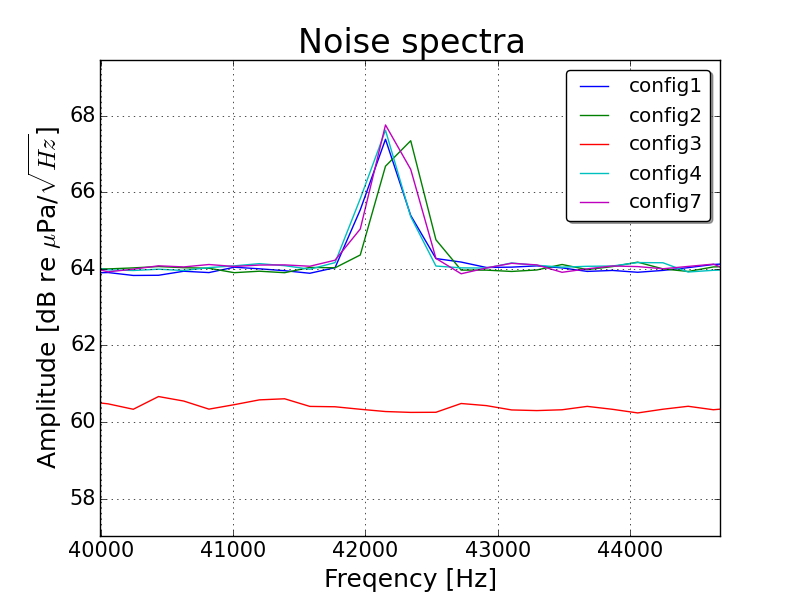 Noise spectra
config1
config2
config3
config4
config7
Amplitude [dB re μPa/√Hz]
68
66
64
62
60
58
40000 41000 42000 43000 44000
Freqency [Hz]